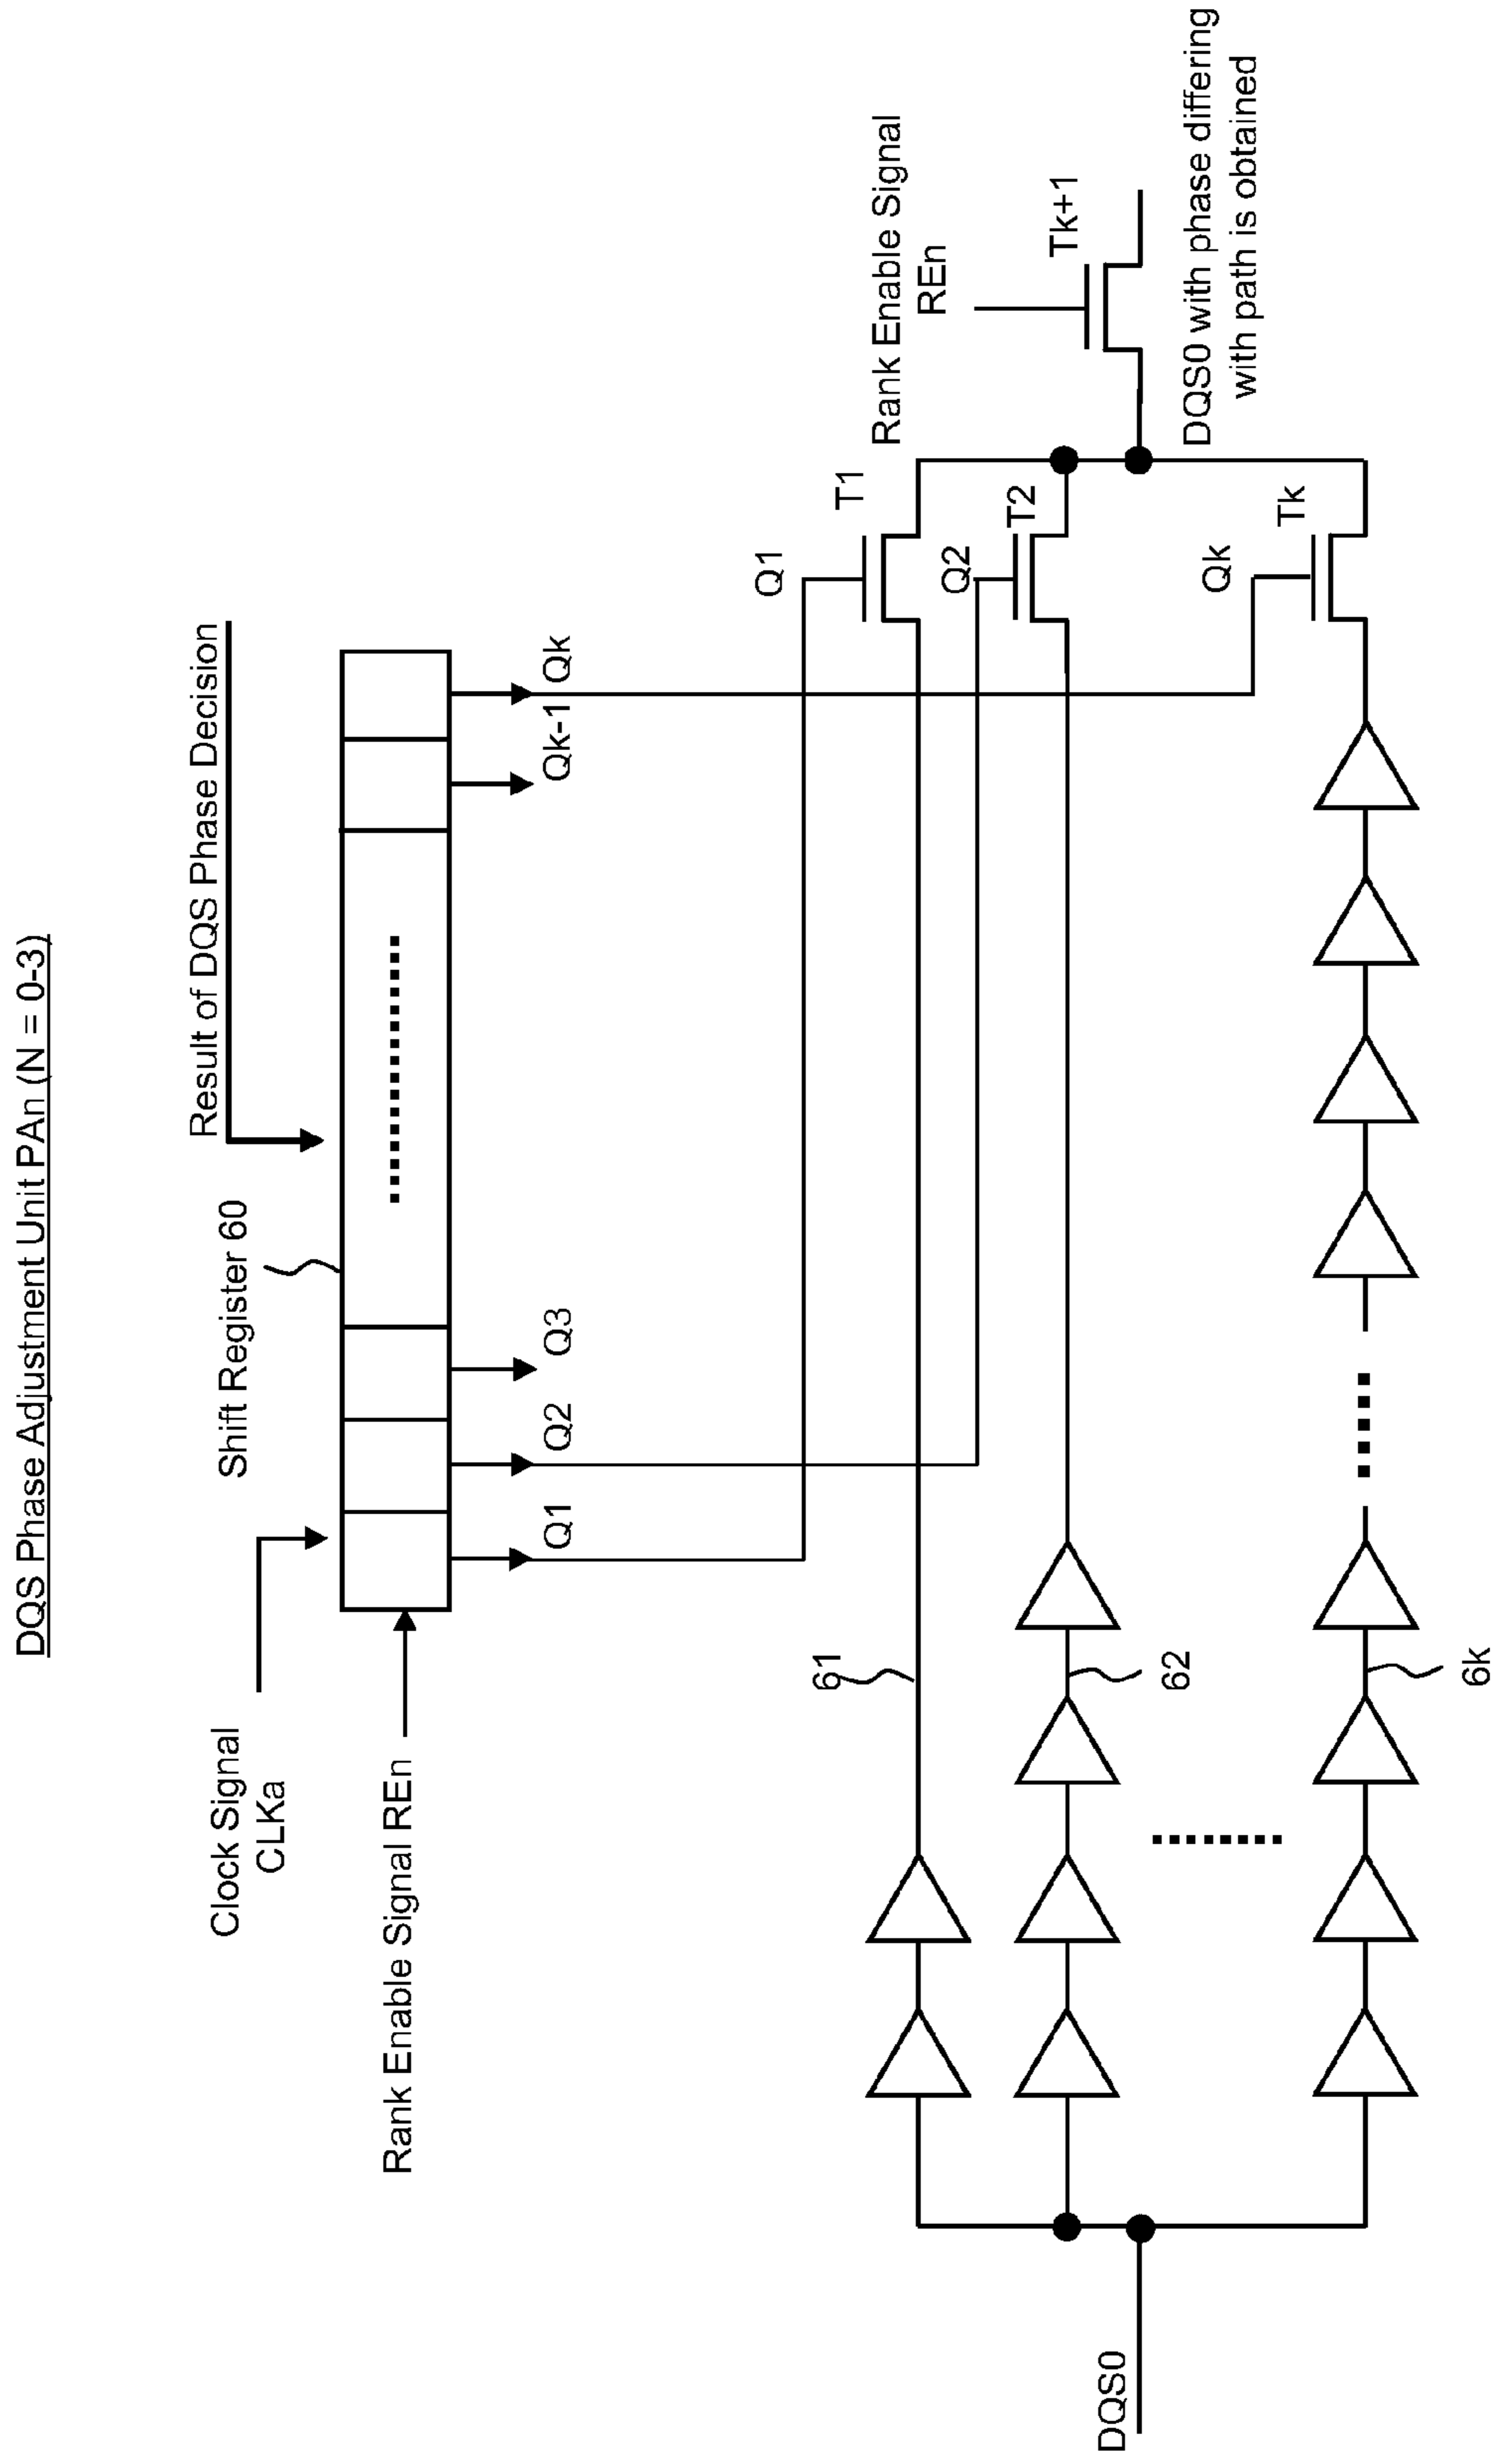 DQS Phase Adjustment Unit PAn (N = 0-3)
Result of DQS Phase Decision
Shift Register 60
Clock Signal
CLKa
Rank Enable Signal REn
Q1
Q2
Q3
Qk-1
Qk
Q1
T1
Q2
T2
Qk
Tk
Rank Enable Signal
REn
Tk+1
DQS0 with phase differing
with path is obtained
61
62
6k
DQS0